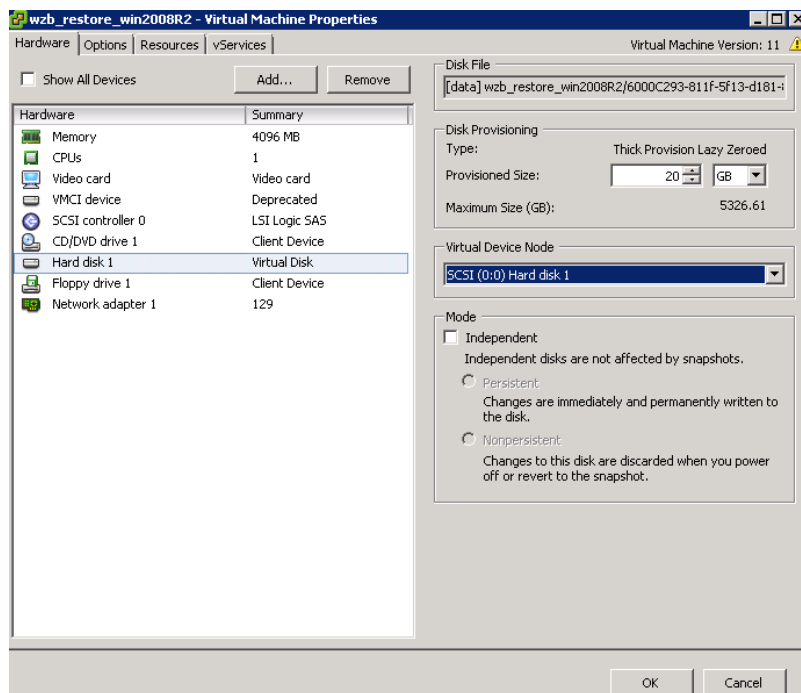 wzb_restore_win2008R2 - Virtual Machine Properties
Hardware Options Resources vServices
Virtual Machine Version: 11
Show All Devices
Add...
Remove
Hardware Summary
Memory 4096 MB
CPUs 1
Video card Video card
VMCI device Deprecated
SCSI controller 0 LSI Logic SAS
CD/DVD drive 1 Client Device
Hard disk 1 Virtual Disk
Floppy drive 1 Client Device
Network adapter 1 129
Disk File
[data] wzb_restore_win2008R2/6000C293-811f-5f13-d181-
Disk Provisioning
Type: Thick Provision Lazy Zeroed
Provisioned Size: 20 GB
Maximum Size (GB): 5326.61
Virtual Device Node
SCSI (0:0) Hard disk 1
Mode
Independent
Independent disks are not affected by snapshots.
Persistent
Changes are immediately and permanently written to
the disk.
Nonpersistent
Changes to this disk are discarded when you power
off or revert to the snapshot.
OK
Cancel